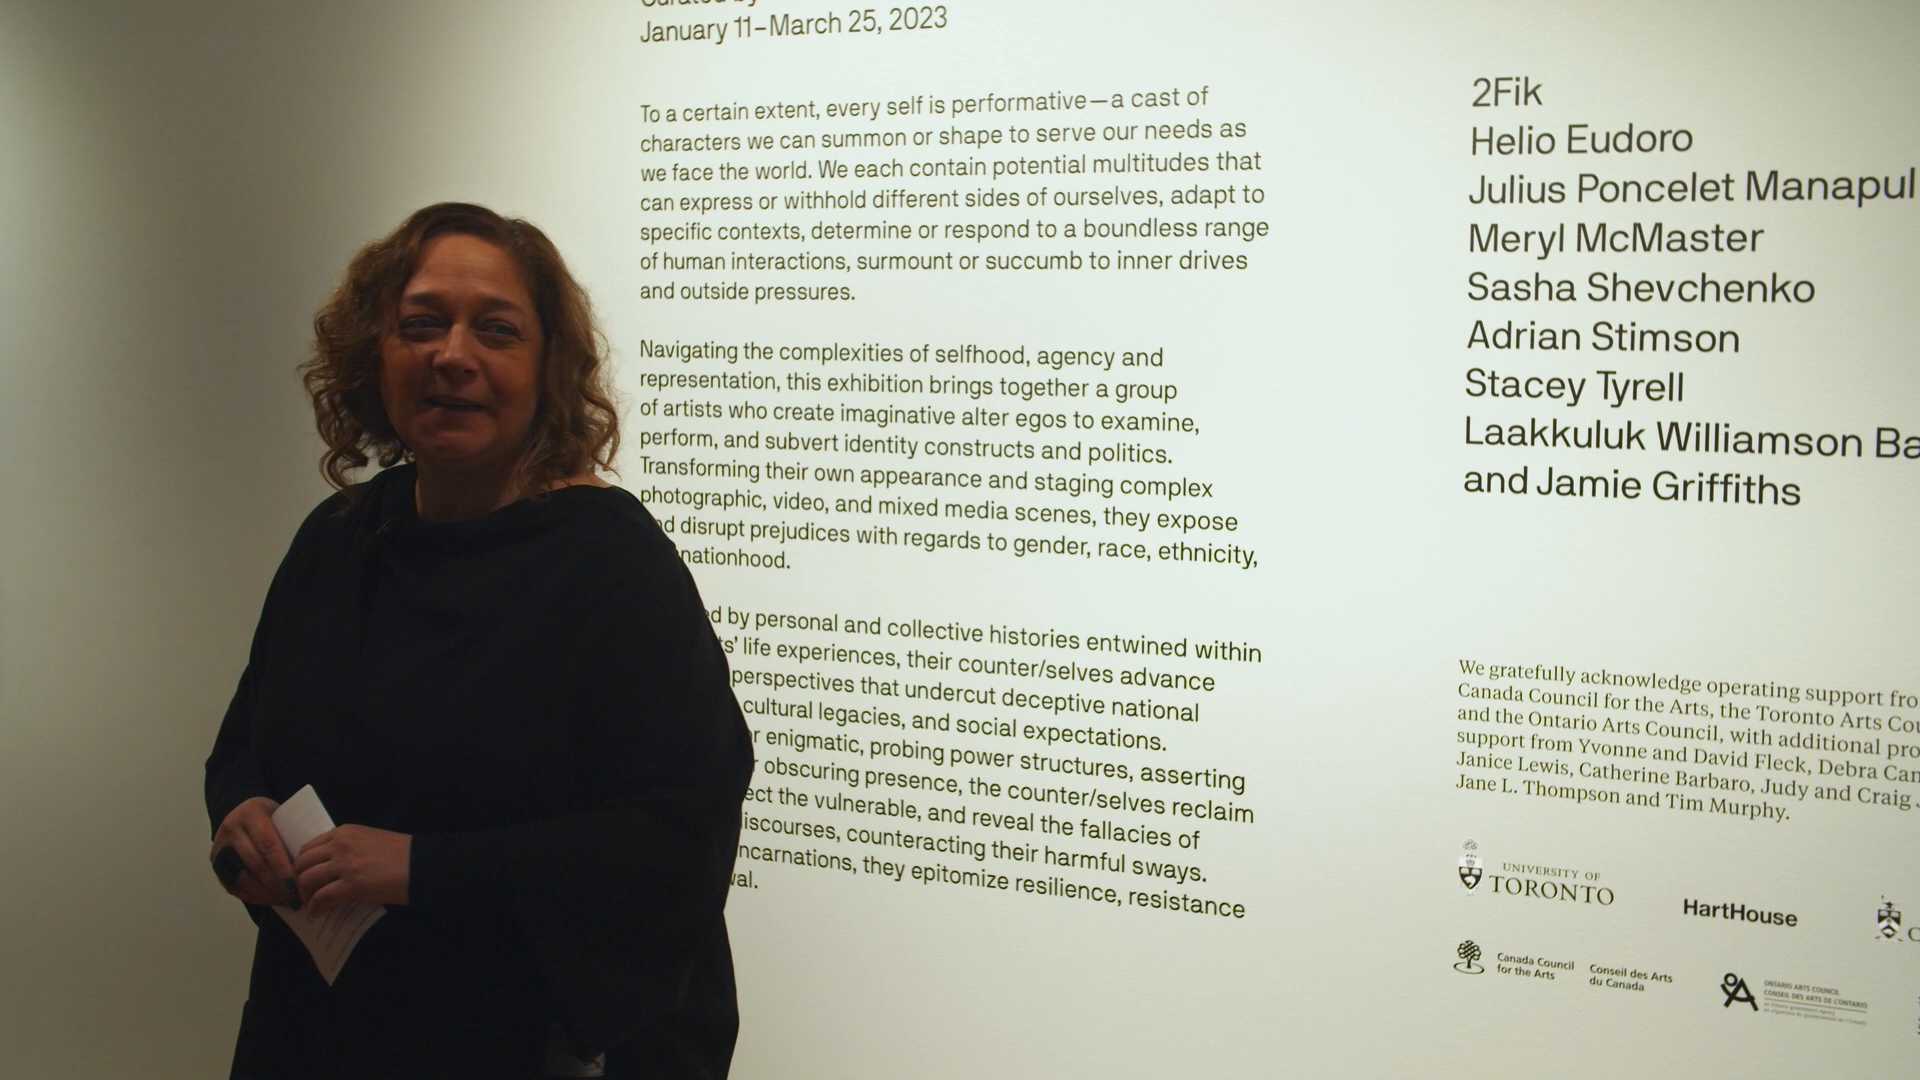 January 11–March 25, 2023
To a certain extent, every self is performative—a cast of
characters we can summon or shape to serve our needs as
we face the world. We each contain potential multitudes that
can express or withhold different sides of ourselves, adapt to
specific contexts, determine or respond to a boundless range
of human interactions, surmount or succumb to inner drives
and outside pressures.
Navigating the complexities of selfhood, agency and
representation, this exhibition brings together a group
of artists who create imaginative alter egos to examine,
perform, and subvert identity constructs and politics.
Transforming their own appearance and staging complex
photographic, video, and mixed media scenes, they expose
disrupt prejudices with regards to gender, race, ethnicity,
nationhood.
by personal and collective histories entwined within
life experiences, their counter/selves advance
perspectives that undercut deceptive national
cultural legacies, and social expectations.
enigmatic, probing power structures, asserting
obscuring presence, the counter/selves reclaim
the vulnerable, and reveal the fallacies of
counteracting their harmful sways.
they epitomize resilience, resistance
2Fik
Helio Eudoro
Julius Poncelet Manapul
Meryl McMaster
Sasha Shevchenko
Adrian Stimson
Stacey Tyrell
Laakkuluk Williamson Ba
and Jamie Griffiths
We gratefully acknowledge operating support fro
Canada Council for the Arts, the Toronto Arts Cou
and the Ontario Arts Council, with additional pro
support from Yvonne and David Fleck, Debra Cam
Janice Lewis, Catherine Barbaro, Judy and Craig
Jane L. Thompson and Tim Murphy.
UNIVERSITY OF
TORONTO
HartHouse
Canada Council
for the Arts
Conseil des Arts
du Canada
ONTARIO ARTS COUNCIL
CONSEIL DES ARTS DE L'ONTARIO